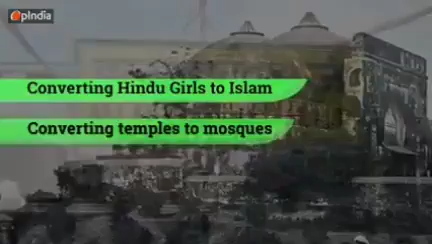 OpIndia
Converting Hindu Girls to Islam
Converting temples to mosques